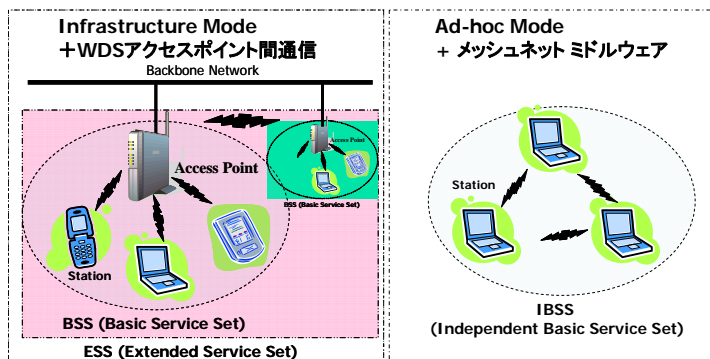 Infrastructure Mode
＋WDSアクセスポイント間通信
Backbone Network
Access Point
Access Point
BSS (Basic Service Set)
Station
BSS (Basic Service Set)
ESS (Extended Service Set)
Ad-hoc Mode
+ メッシュネット ミドルウェア
Station
IBSS
(Independent Basic Service Set)